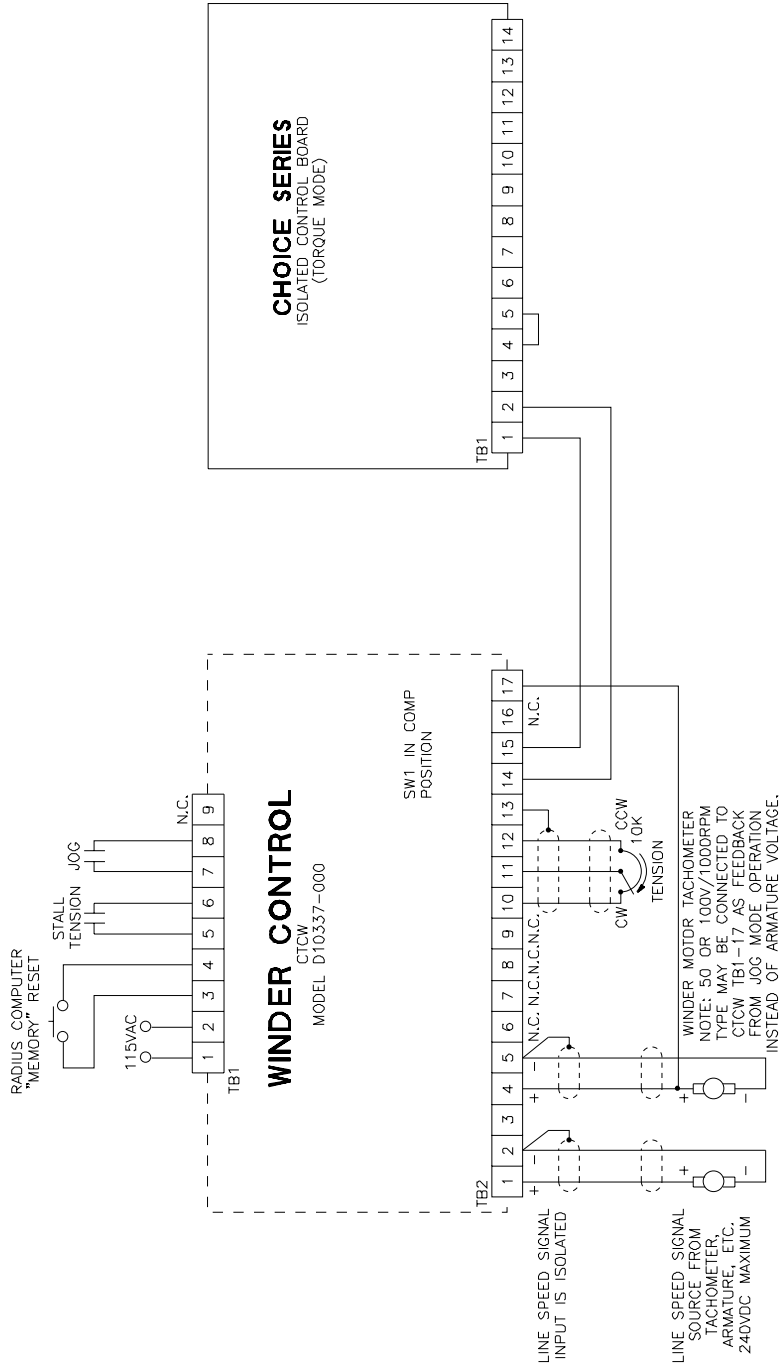 RADIUS COMPUTER
"MEMORY" RESET
STALL
TENSION
JOG
115VAC
N.C.
1 2 3 4 5 6 7 8 9
TB1
WINDER CONTROL
CTCW
MODEL D10337-000
SW1 IN COMP
POSITION
TB2
1 2 3 4 5 6 7 8 9 10 11 12 13 14 15 16 17
+ - + - N.C. N.C. N.C. N.C. N.C.
LINE SPEED SIGNAL
INPUT IS ISOLATED
CW CCW
10K
TENSION
LINE SPEED SIGNAL
SOURCE FROM
TACHOMETER,
ARMATURE, ETC.
240VDC MAXIMUM
+ -
+ -
WINDER MOTOR TACHOMETER
NOTE: 50 OR 100V/1000RPM
TYPE MAY BE CONNECTED TO
CTCW TB1-17 AS FEEDBACK
FROM JOG MODE OPERATION
INSTEAD OF ARMATURE VOLTAGE.
CHOICE SERIES
ISOLATED CONTROL BOARD
(TORQUE MODE)
TB1
1 2 3 4 5 6 7 8 9 10 11 12 13 14